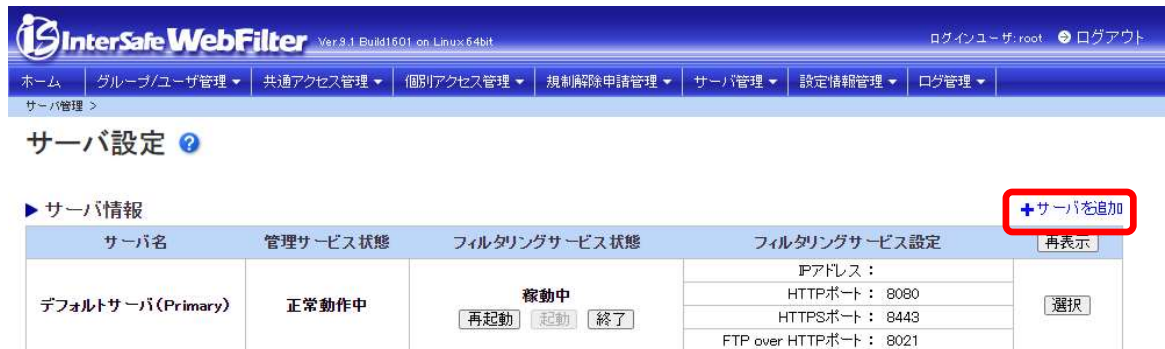 InterSafe WebFilter Ver.9.1 Build1601 on Linux 64bit ログインユーザ:root ログアウト
ホーム グループ/ユーザ管理 共通アクセス管理 個別アクセス管理 規制解除申請管理 サーバ管理 設定情報管理 ログ管理
サーバ管理 >
サーバ設定
サーバ情報
+サーバを追加
サーバ名 管理サービス状態 フィルタリングサービス状態 フィルタリングサービス設定 再表示
デフォルトサーバ(Primary) 正常動作中
稼動中
再起動 起動 終了
IPアドレス:
HTTPポート: 8080
HTTPSポート: 8443
FTP over HTTPポート: 8021
選択